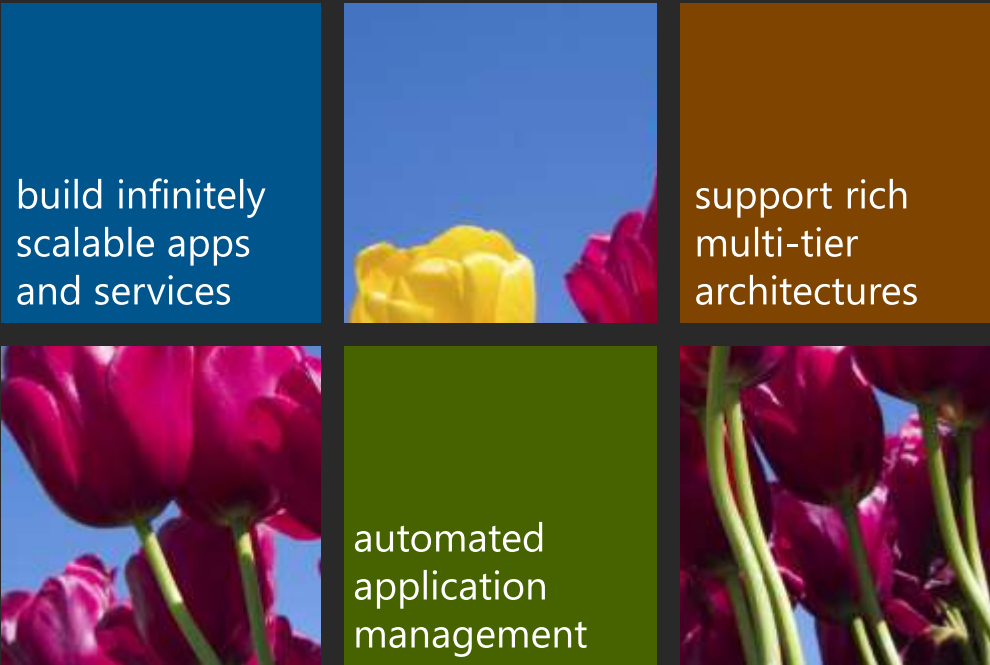 build infinitely
scalable apps
and services
support rich
multi-tier
architectures
automated
application
management